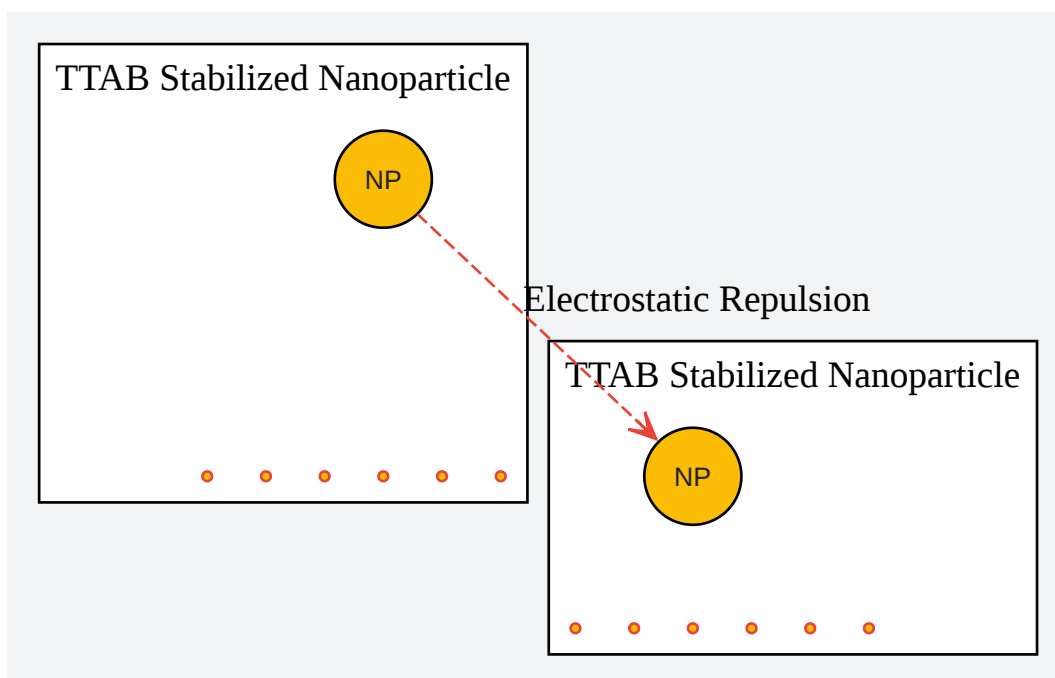 TTAB Stabilized Nanoparticle
NP
Electrostatic Repulsion
TTAB Stabilized Nanoparticle
NP